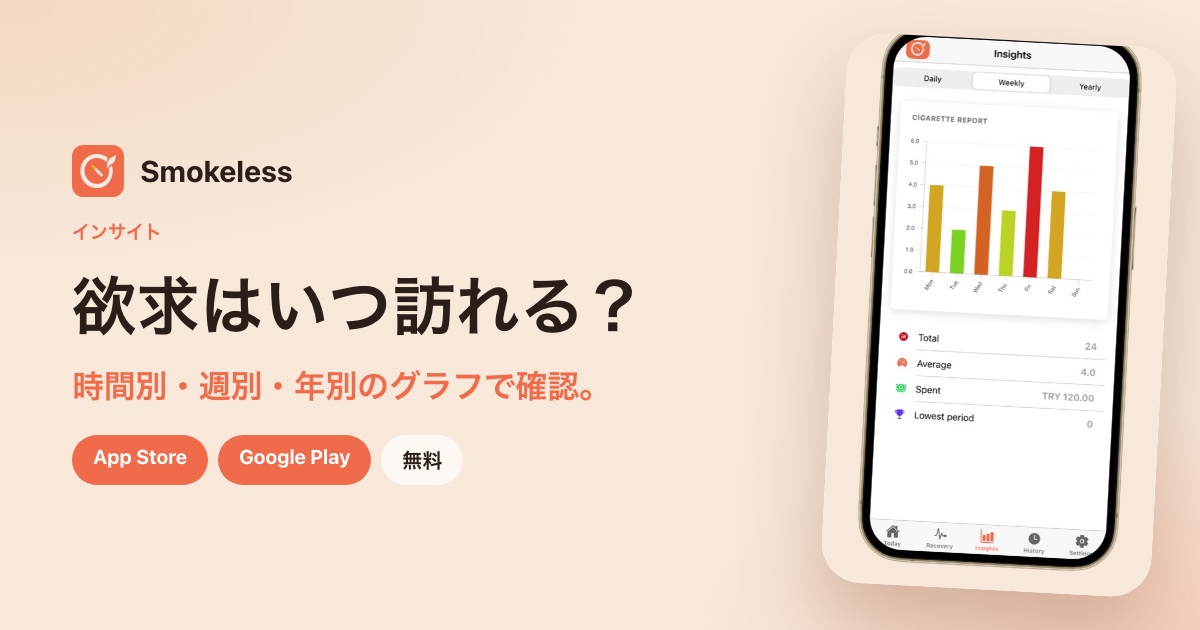 Smokeless
インサイト
欲求はいつ訪れる？
時間別・週別・年別のグラフで確認。
App Store
Google Play
無料
Insights
Daily
Weekly
Yearly
CIGARETTE REPORT
6.0
5.0
4.0
3.0
2.0
1.0
0.0
Mon
Tue
Wed
Thu
Fri
Sat
Sun
Total 24
Average 4.0
Spent TRY 120.00
Lowest period 0
Today
Recovery
Insights
History
Settings